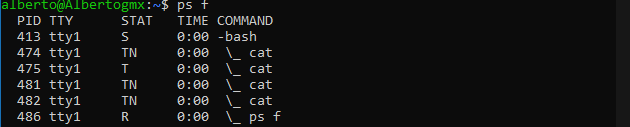 alberto@Albertogmx:~$ ps f
  PID TTY      STAT   TIME COMMAND
  413 tty1     S      0:00 -bash
  474 tty1     TN     0:00  \_ cat
  475 tty1     T      0:00  \_ cat
  481 tty1     TN     0:00  \_ cat
  482 tty1     TN     0:00  \_ cat
  486 tty1     R      0:00  \_ ps f